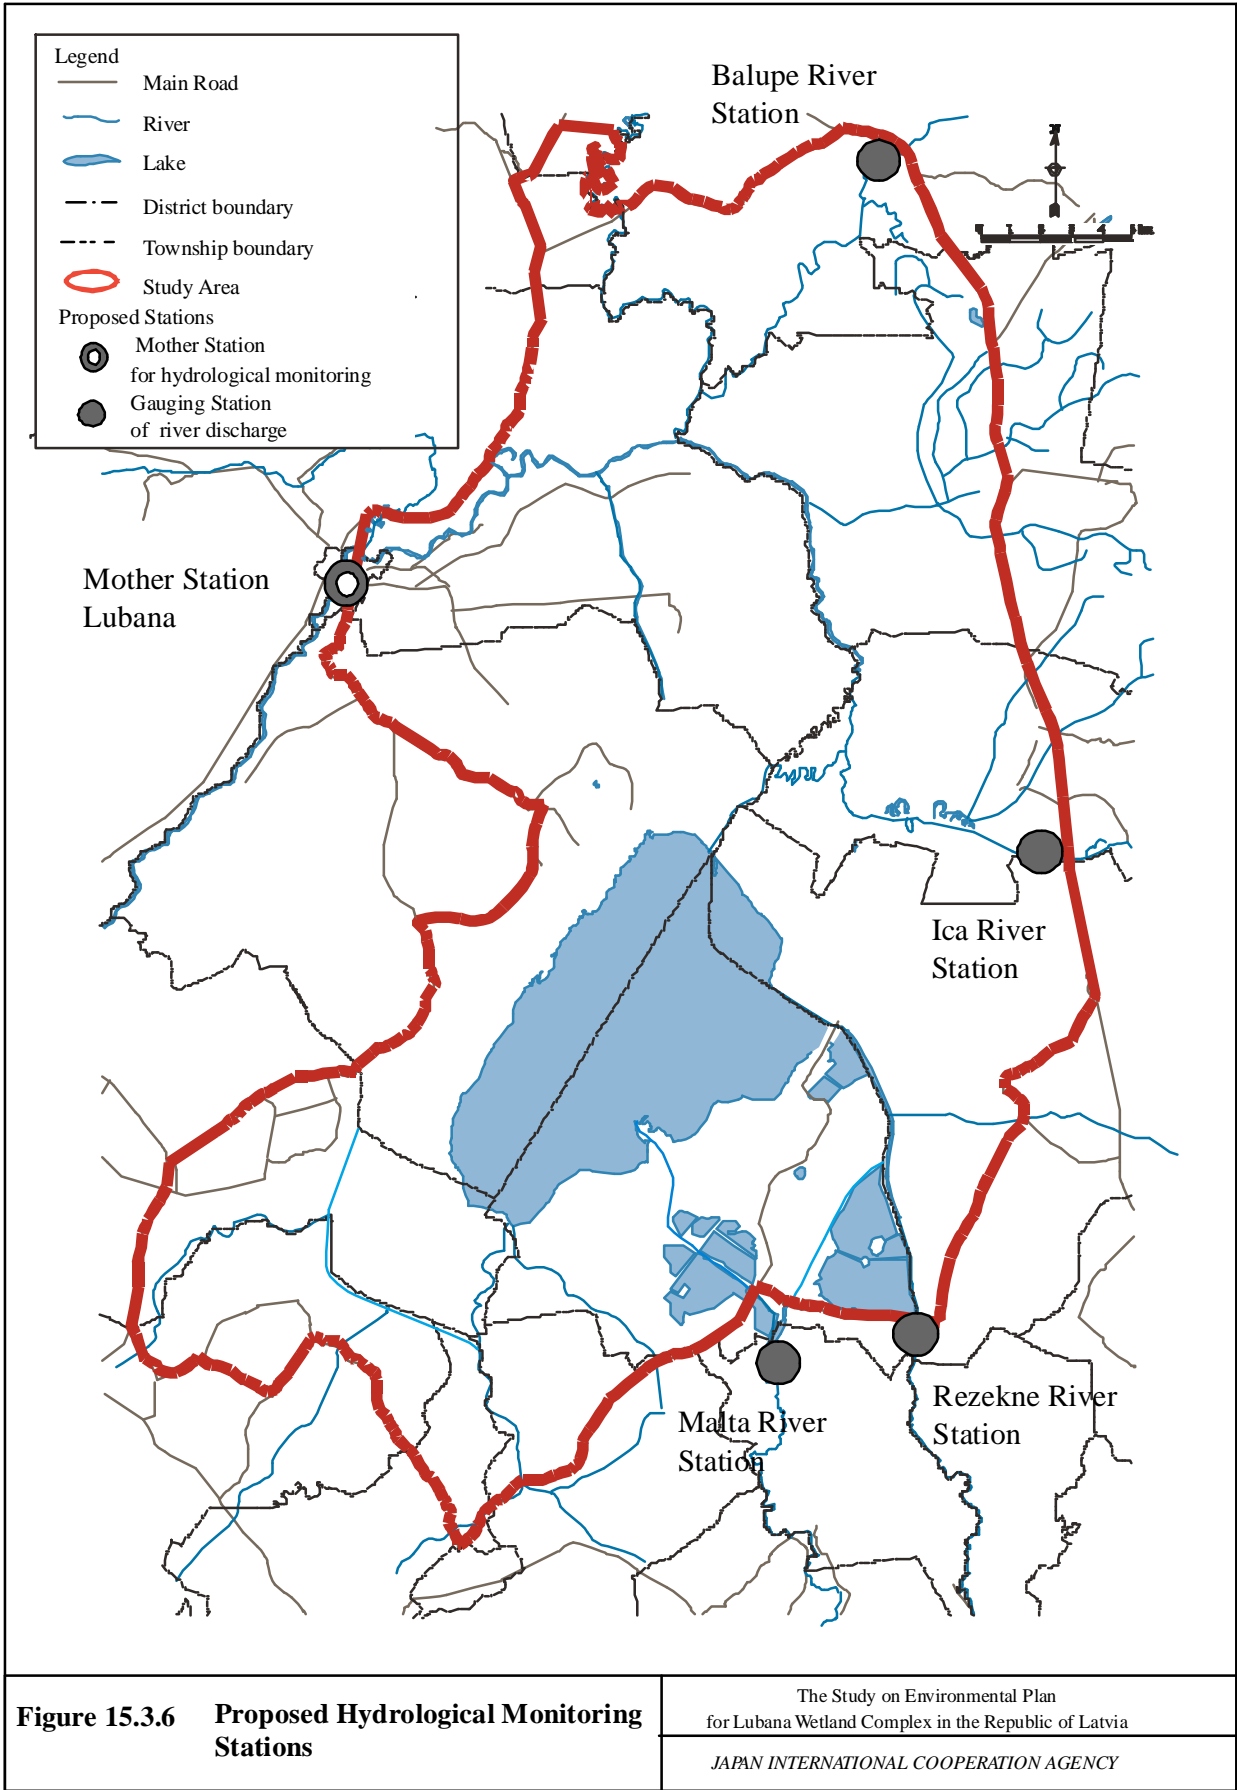 Legend
Main Road
River
Lake
District boundary
Township boundary
Study Area
Proposed Stations
Mother Station
for hydrological monitoring
Gauging Station
of river discharge
Balupe River
Station
Mother Station
Lubana
Ica River
Station
Malta River
Station
Rezekne River
Station
Figure 15.3.6
Proposed Hydrological Monitoring
Stations
The Study on Environmental Plan
for Lubana Wetland Complex in the Republic of Latvia
JAPAN INTERNATIONAL COOPERATION AGENCY